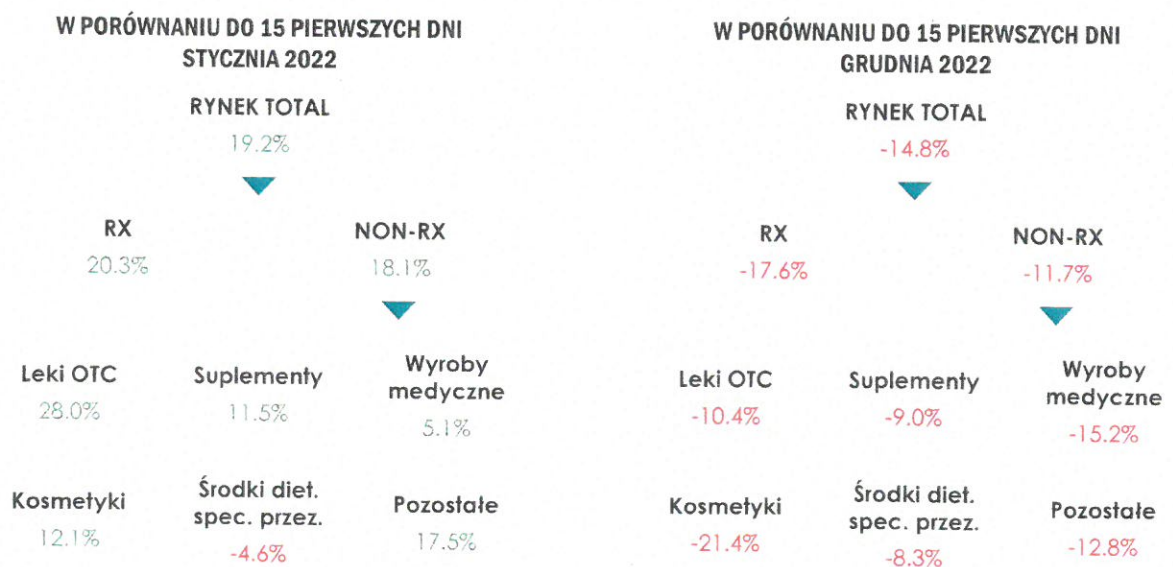 W PORÓWNANIU DO 15 PIERWSZYCH DNI
STYCZNIA 2022
RYNEK TOTAL
19.2%
RX
20.3%
NON-RX
18.1%
Leki OTC
28.0%
Suplementy
11.5%
Wyroby
medyczne
5.1%
Kosmetyki
12.1%
Środki diet.
spec. przez.
-4.6%
Pozostałe
17.5%
W PORÓWNANIU DO 15 PIERWSZYCH DNI
GRUDNIA 2022
RYNEK TOTAL
-14.8%
RX
-17.6%
NON-RX
-11.7%
Leki OTC
-10.4%
Suplementy
-9.0%
Wyroby
medyczne
-15.2%
Kosmetyki
-21.4%
Środki diet.
spec. przez.
-8.3%
Pozostałe
-12.8%